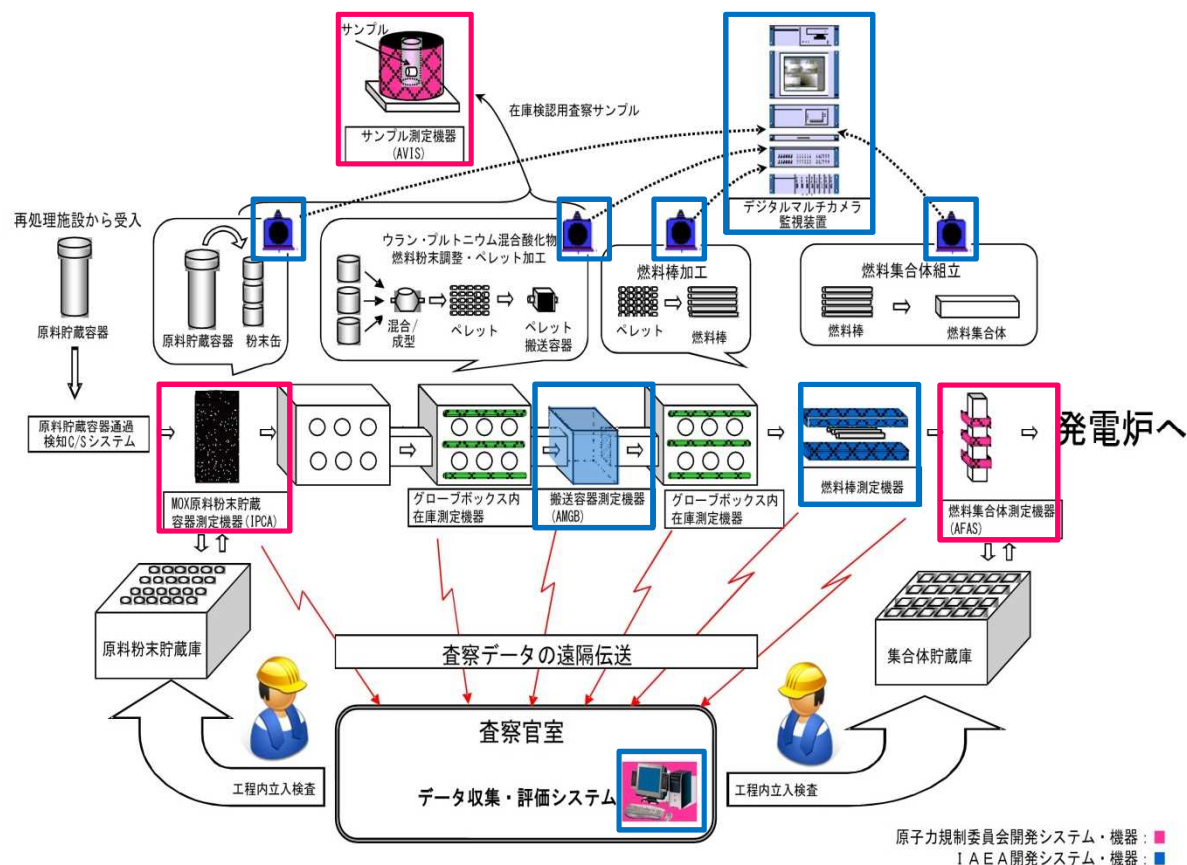 サンプル
サンプル測定機器
(AVIS)
在庫検認用査察サンプル
デジタルマルチカメラ
監視装置
再処理施設から受入
原料貯蔵容器
原料貯蔵容器
粉末缶
ウラン・プルトニウム混合酸化物
燃料粉末調整・ペレット加工
混合/
成型
ペレット
ペレット
搬送容器
燃料棒加工
ペレット
燃料棒
燃料集合体組立
燃料棒
燃料集合体
原料貯蔵容器通過
検知C/Sシステム
MOX原料粉末貯蔵
容器測定機器(IPCA)
グローブボックス内
在庫測定機器
搬送容器測定機器
(AMGB)
グローブボックス内
在庫測定機器
燃料棒測定機器
燃料集合体測定機器
(AFAS)
発電炉へ
原料粉末貯蔵庫
査察データの遠隔伝送
集合体貯蔵庫
工程内立入検査
査察官室
データ収集・評価システム
工程内立入検査
原子力規制委員会開発システム・機器：
ＩＡＥＡ開発システム・機器：